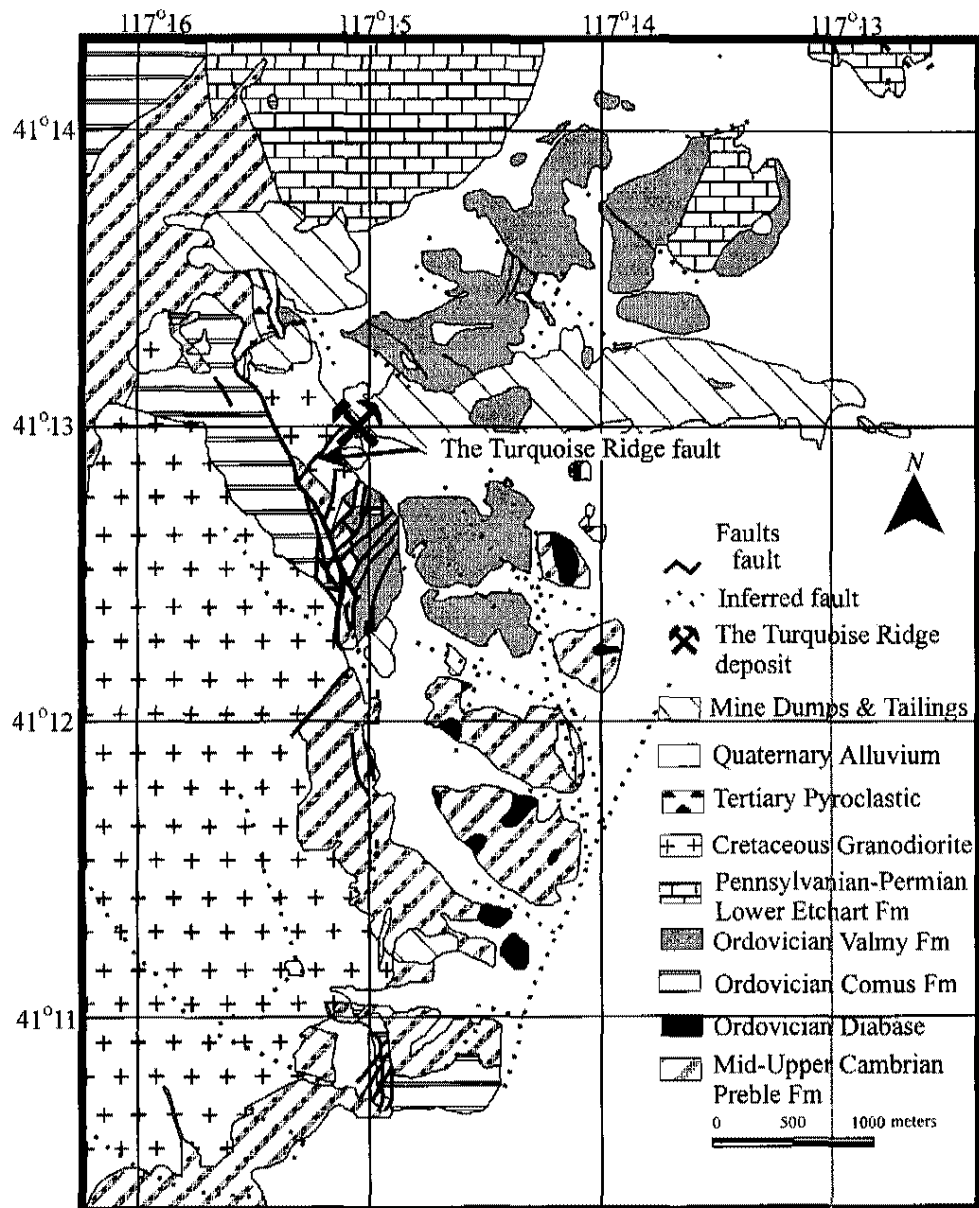 117°16 117°15 117°14 117°13
41°14
41°13
The Turquoise Ridge fault
N
Faults
fault
Inferred fault
The Turquoise Ridge
deposit
41°12
Mine Dumps & Tailings
Quaternary Alluvium
Tertiary Pyroclastic
Cretaceous Granodiorite
Pennsylvanian-Permian
Lower Etchart Fm
Ordovician Valmy Fm
Ordovician Comus Fm
41°11
Ordovician Diabase
Mid-Upper Cambrian
Preble Fm
0 500 1000 meters